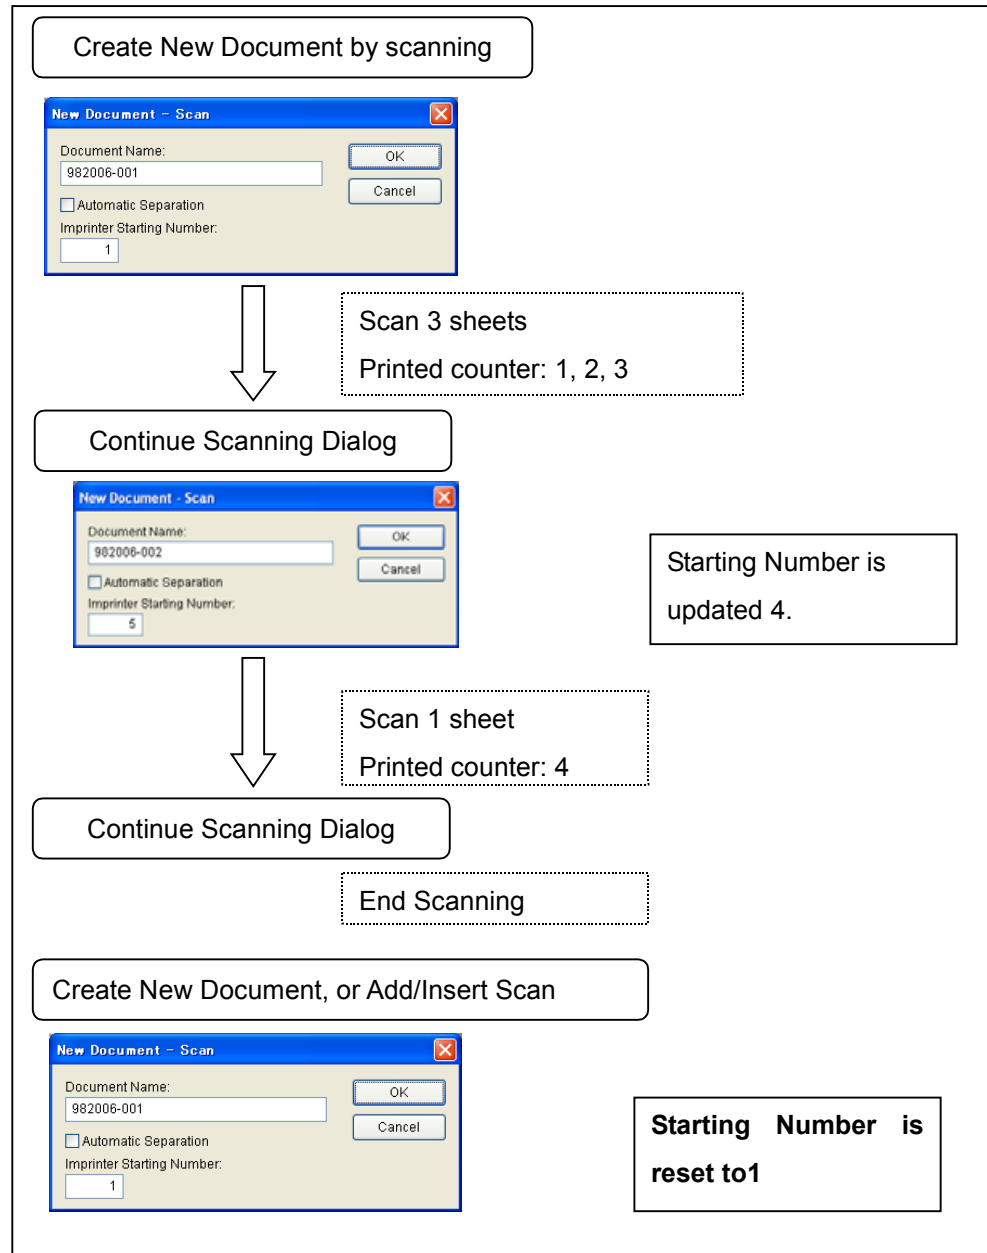 Create New Document by scanning
New Document - Scan
Document Name:
OK
982006-001
Cancel
Automatic Separation
Imprinter Starting Number:
1
Scan 3 sheets
Printed counter: 1, 2, 3
Continue Scanning Dialog
New Document - Scan
Document Name:
OK
982006-002
Cancel
Automatic Separation
Imprinter Starting Number:
5
Starting Number is
updated 4.
Scan 1 sheet
Printed counter: 4
Continue Scanning Dialog
End Scanning
Create New Document, or Add/Insert Scan
New Document - Scan
Document Name:
OK
982006-001
Cancel
Automatic Separation
Imprinter Starting Number:
1
Starting Number is
reset to1